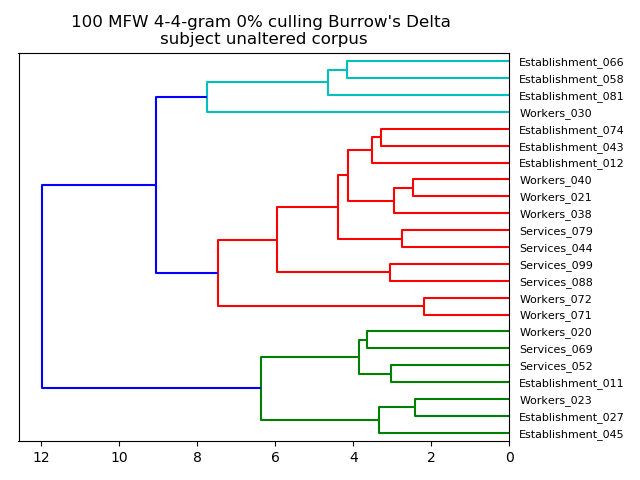 100 MFW 4-4-gram 0% culling Burrow's Delta
subject unaltered corpus
Establishment_066
Establishment_058
Establishment_081
Workers_030
Establishment_074
Establishment_043
Establishment_012
Workers_040
Workers_021
Workers_038
Services_079
Services_044
Services_099
Services_088
Workers_072
Workers_071
Workers_020
Services_069
Services_052
Establishment_011
Workers_023
Establishment_027
Establishment_045
12 10 8 6 4 2 0